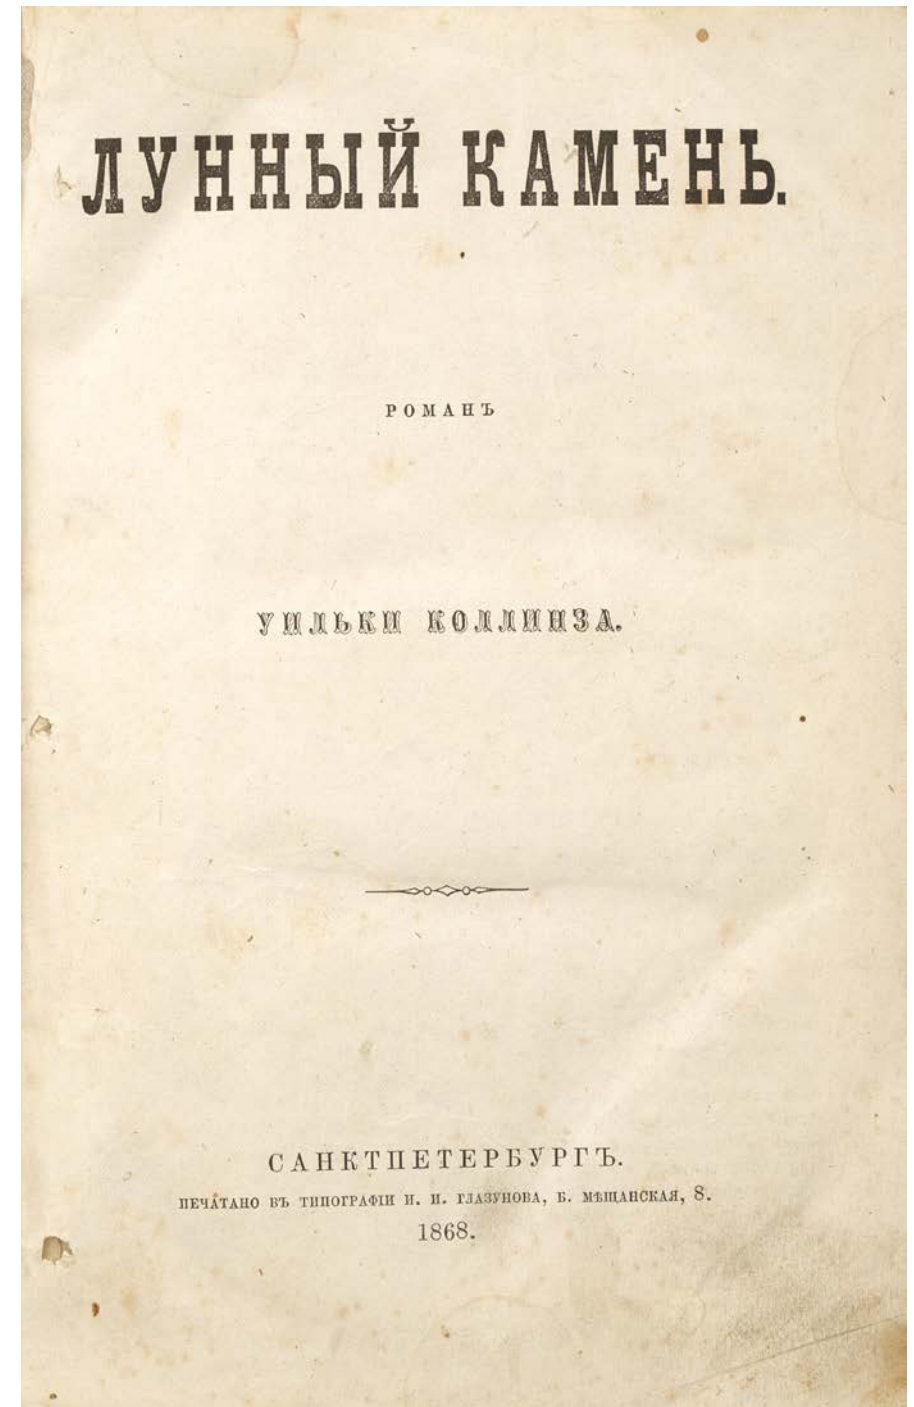 ЛУННЫЙ КАМЕНЬ.
РОМАНЪ
УИЛЬКИ КОЛЛИНЗА.
САНКТПЕТЕРБУРГЪ.
ПЕЧАТАНО ВЪ ТИПОГРАФІИ И. И. ГЛАЗУНОВА, Б. МѢЩАНСКАЯ, 8.
1868.